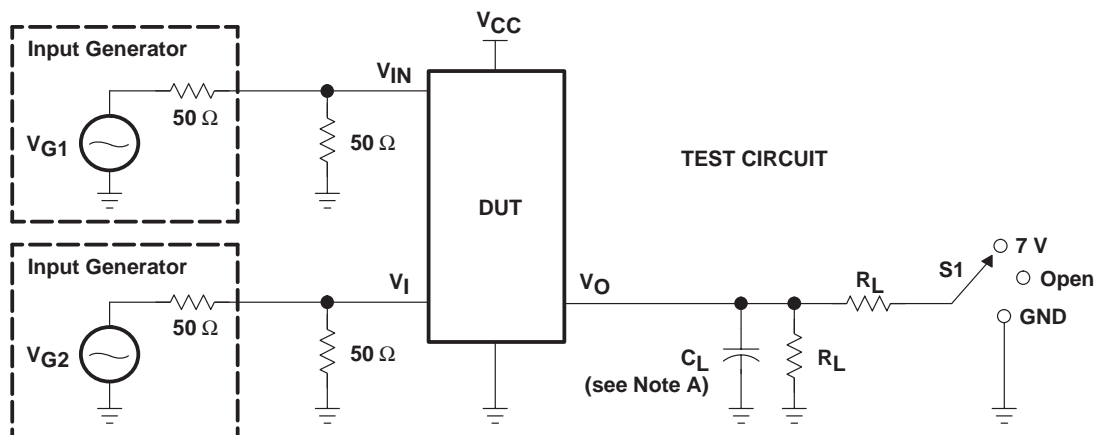 VCC
Input Generator
VIN
50 Ω
50 Ω
VG1
TEST CIRCUIT
DUT
7 V
Input Generator
VI
VO
RL
S1
Open
50 Ω
GND
VG2
50 Ω
CL
RL
(see Note A)